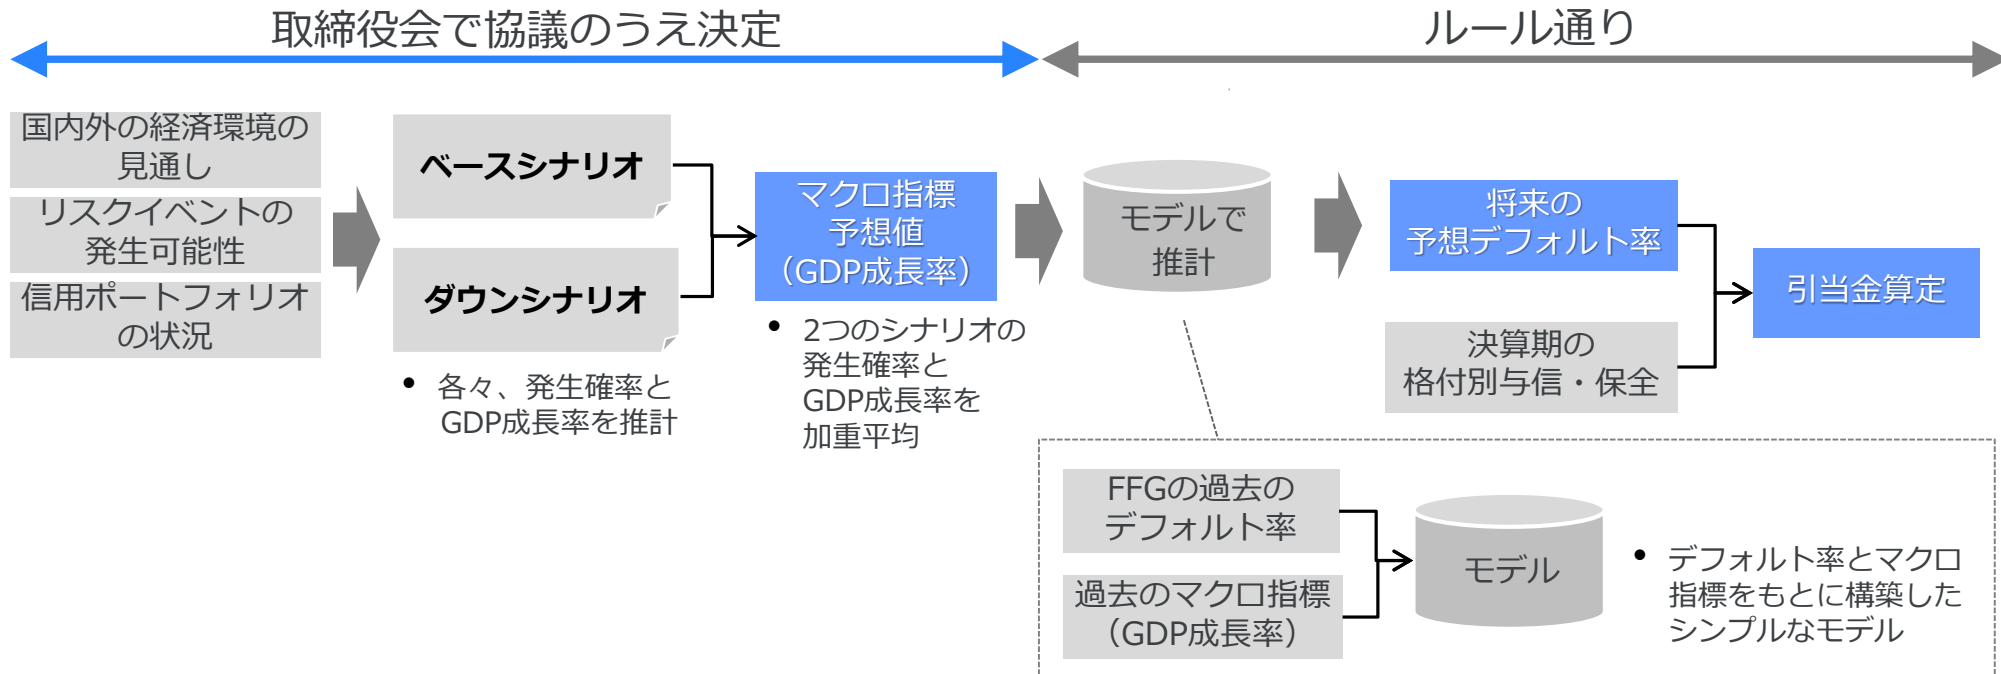 取締役会で協議のうえ決定
ルール通り
国内外の経済環境の
見通し
リスクイベントの
発生可能性
信用ポートフォリオ
の状況
ベースシナリオ
ダウンシナリオ
• 各々、発生確率と
GDP成長率を推計
マクロ指標
予想値
（GDP成長率）
• 2つのシナリオの
発生確率と
GDP成長率を
加重平均
モデルで
推計
将来の
予想デフォルト率
決算期の
格付別与信・保全
引当金算定
FFGの過去の
デフォルト率
過去のマクロ指標
（GDP成長率）
モデル
• デフォルト率とマクロ
指標をもとに構築した
シンプルなモデル